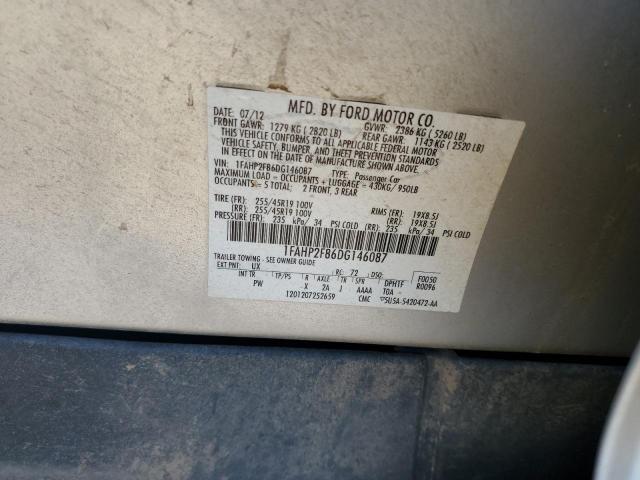 MFD. BY FORD MOTOR CO.
DATE: 07/12 GVWR: 2386 KG (5260 LB)
FRONT GAWR: 1279 KG (2820 LB) REAR GAWR: 1143 KG (2520 LB)
THIS VEHICLE CONFORMS TO ALL APPLICABLE FEDERAL MOTOR
VEHICLE SAFETY, BUMPER, AND THEFT PREVENTION STANDARDS
IN EFFECT ON THE DATE OF MANUFACTURE SHOWN ABOVE.
VIN: 1FAHP2F86DG146087 TYPE: Passenger Car
MAXIMUM LOAD = OCCUPANTS + LUGGAGE = 430KG/950LB
OCCUPANTS = 5 TOTAL: 2 FRONT, 3 REAR
TIRE (FR): 255/45R19 100V RIMS (FR): 19X8.5J
(RR): 255/45R19 100V (RR): 19X8.5J
PRESSURE (FR): 235 kPa/ 34 PSI COLD (RR): 235 kPa/ 34 PSI COLD
1FAHP2F86DG146087
TRAILER TOWING - SEE OWNER GUIDE F0050
EXT PNT: UX RC: 72 DSO: R0096
INT TR TP/PS R AXLE TR SPR DPHTF
PW X 2A J AAAA T0A
1201207252659 CMC 5U5A-5420472-AA